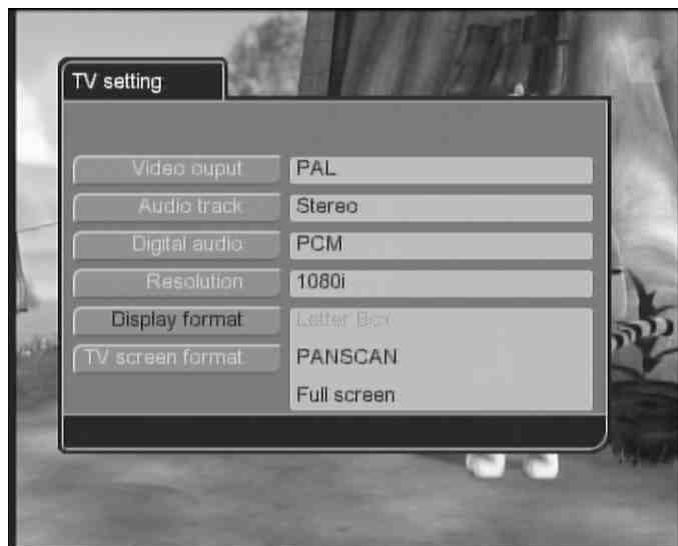 TV setting
Video ouput PAL
Audio track Stereo
Digital audio PCM
Resolution 1080i
Display format Letter Box
TV screen format PANSCAN
Full screen